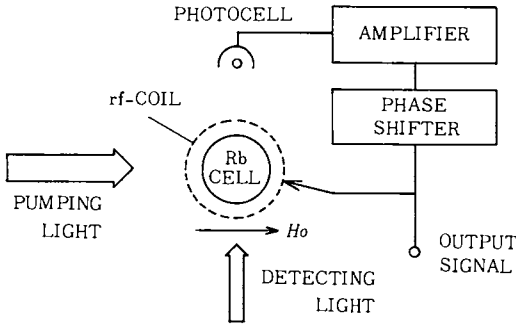 PHOTOCELL
AMPLIFIER
rf-COIL
PHASE
SHIFTER
Rb
CELL
PUMPING
LIGHT
Ho
DETECTING
LIGHT
OUTPUT
SIGNAL